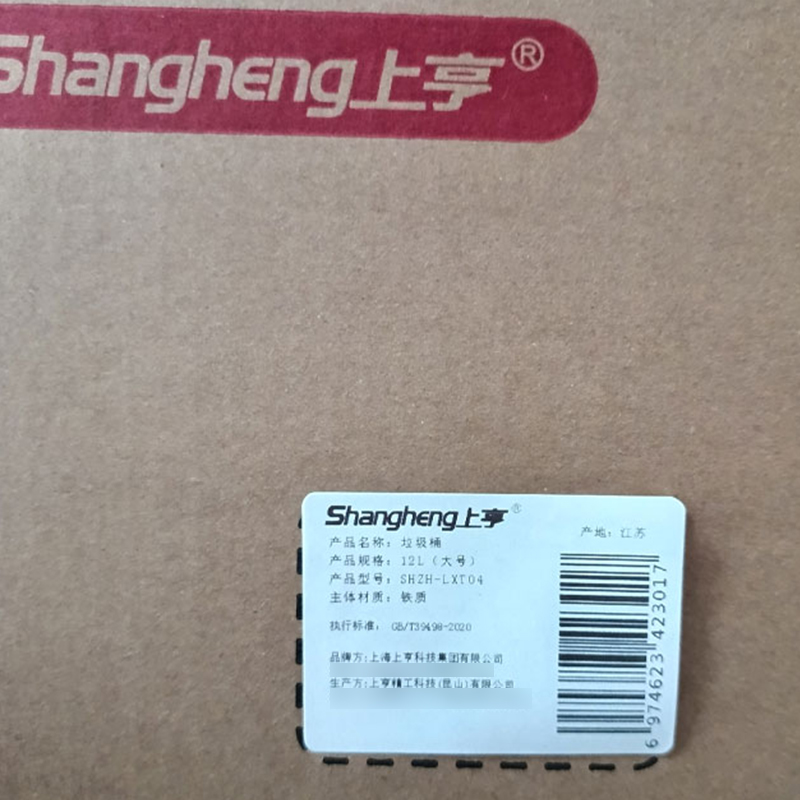 Shangheng上亨®
Shangheng上亨®
产地：江苏
产品名称：垃圾桶
产品规格：12L（大号）
产品型号：SHZH-LXT04
主体材质：铁质
执行标准：GB/T39498-2020
品牌方：上海上亨科技集团有限公司
生产方：上亨精工科技(昆山)有限公司
6 974623 423017